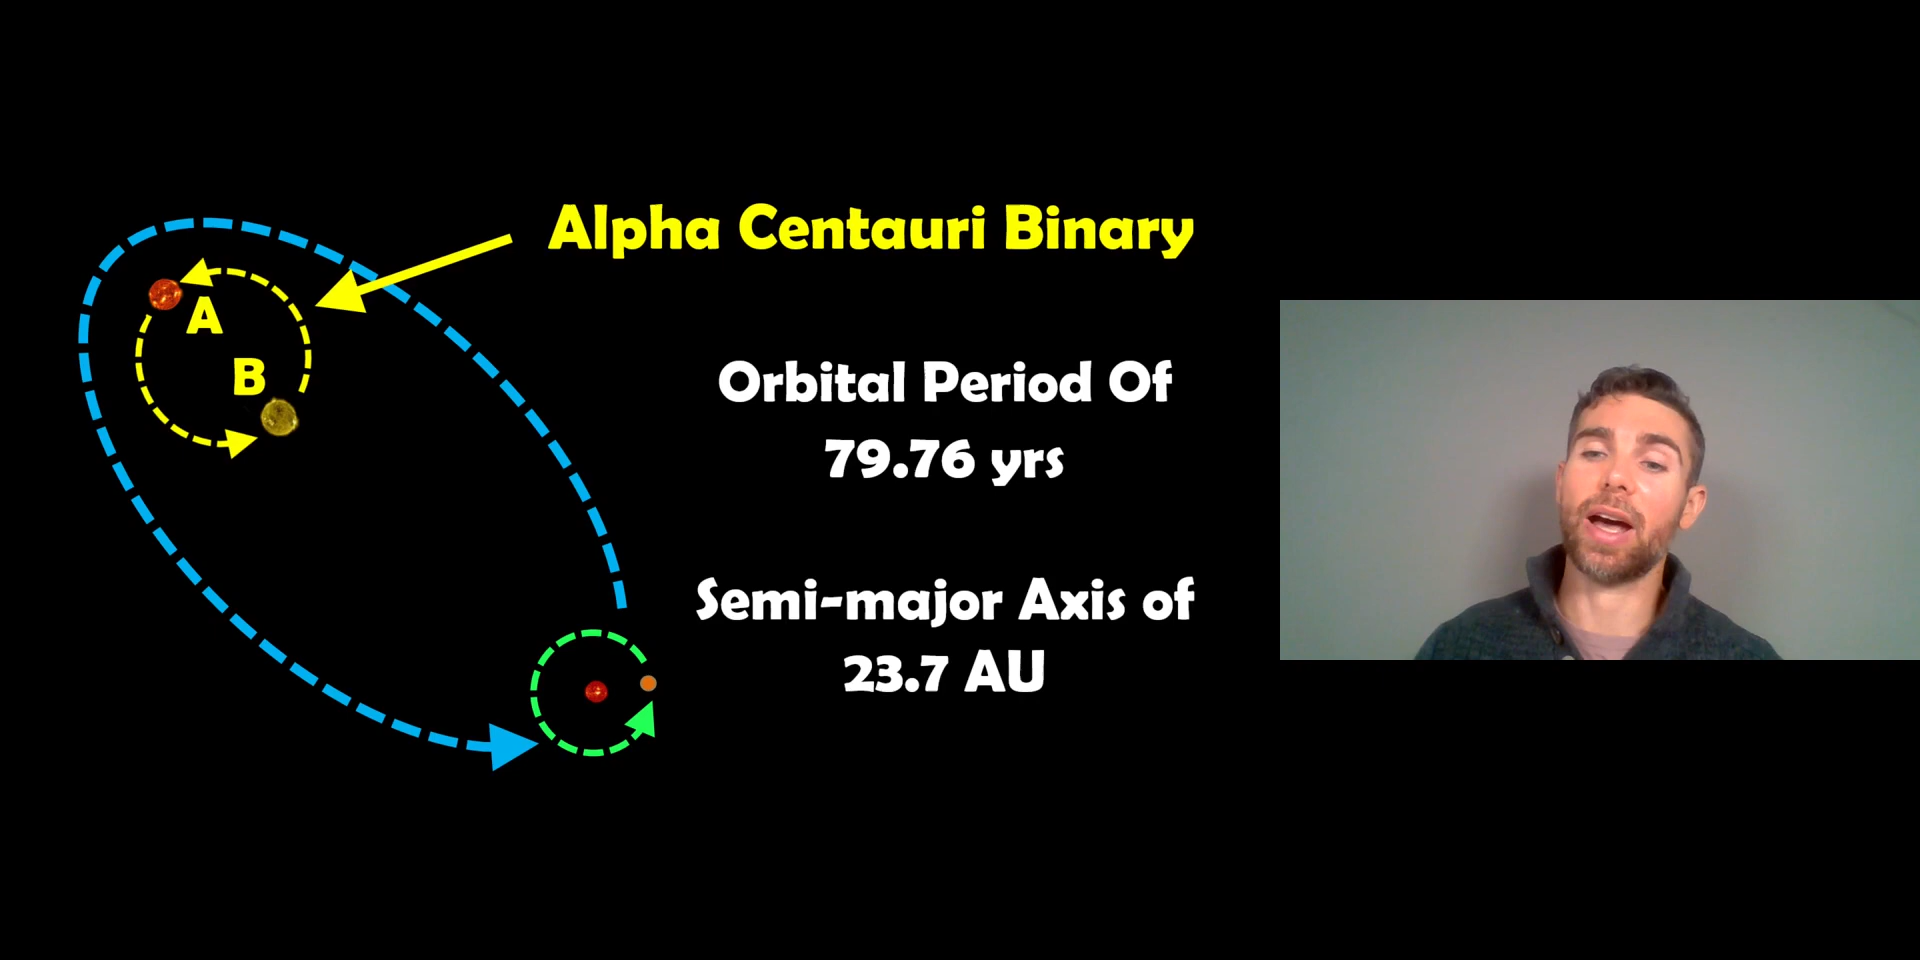 Alpha Centauri Binary
A
B
Orbital Period Of
79.76 yrs
Semi-major Axis of
23.7 AU